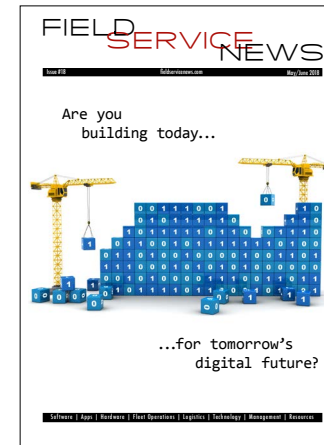 FIELD
SERVICE
NEWS
Issue #18 fieldservicenews.com May/June 2018
Are you
building today...
...for tomorrow's
digital future?
Software | Apps | Hardware | Fleet Operations | Logistics | Technology | Management | Resources